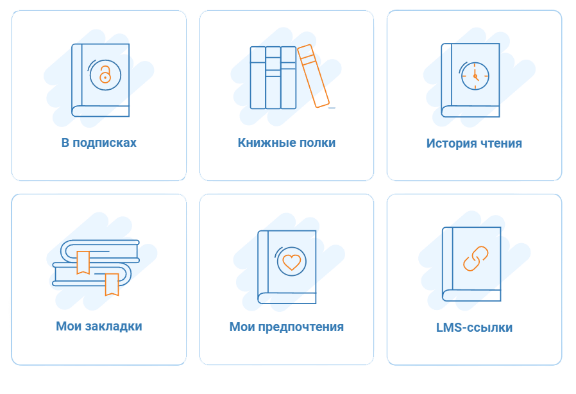 В подписках
Книжные полки
История чтения
Мои закладки
Мои предпочтения
LMS-ссылки